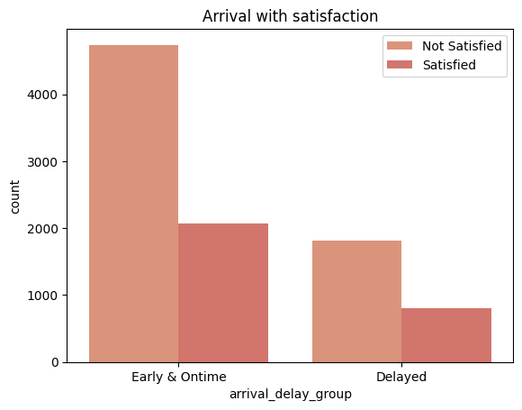 Arrival with satisfaction
Not Satisfied
Satisfied
count
4000
3000
2000
1000
0
Early & Ontime
Delayed
arrival_delay_group